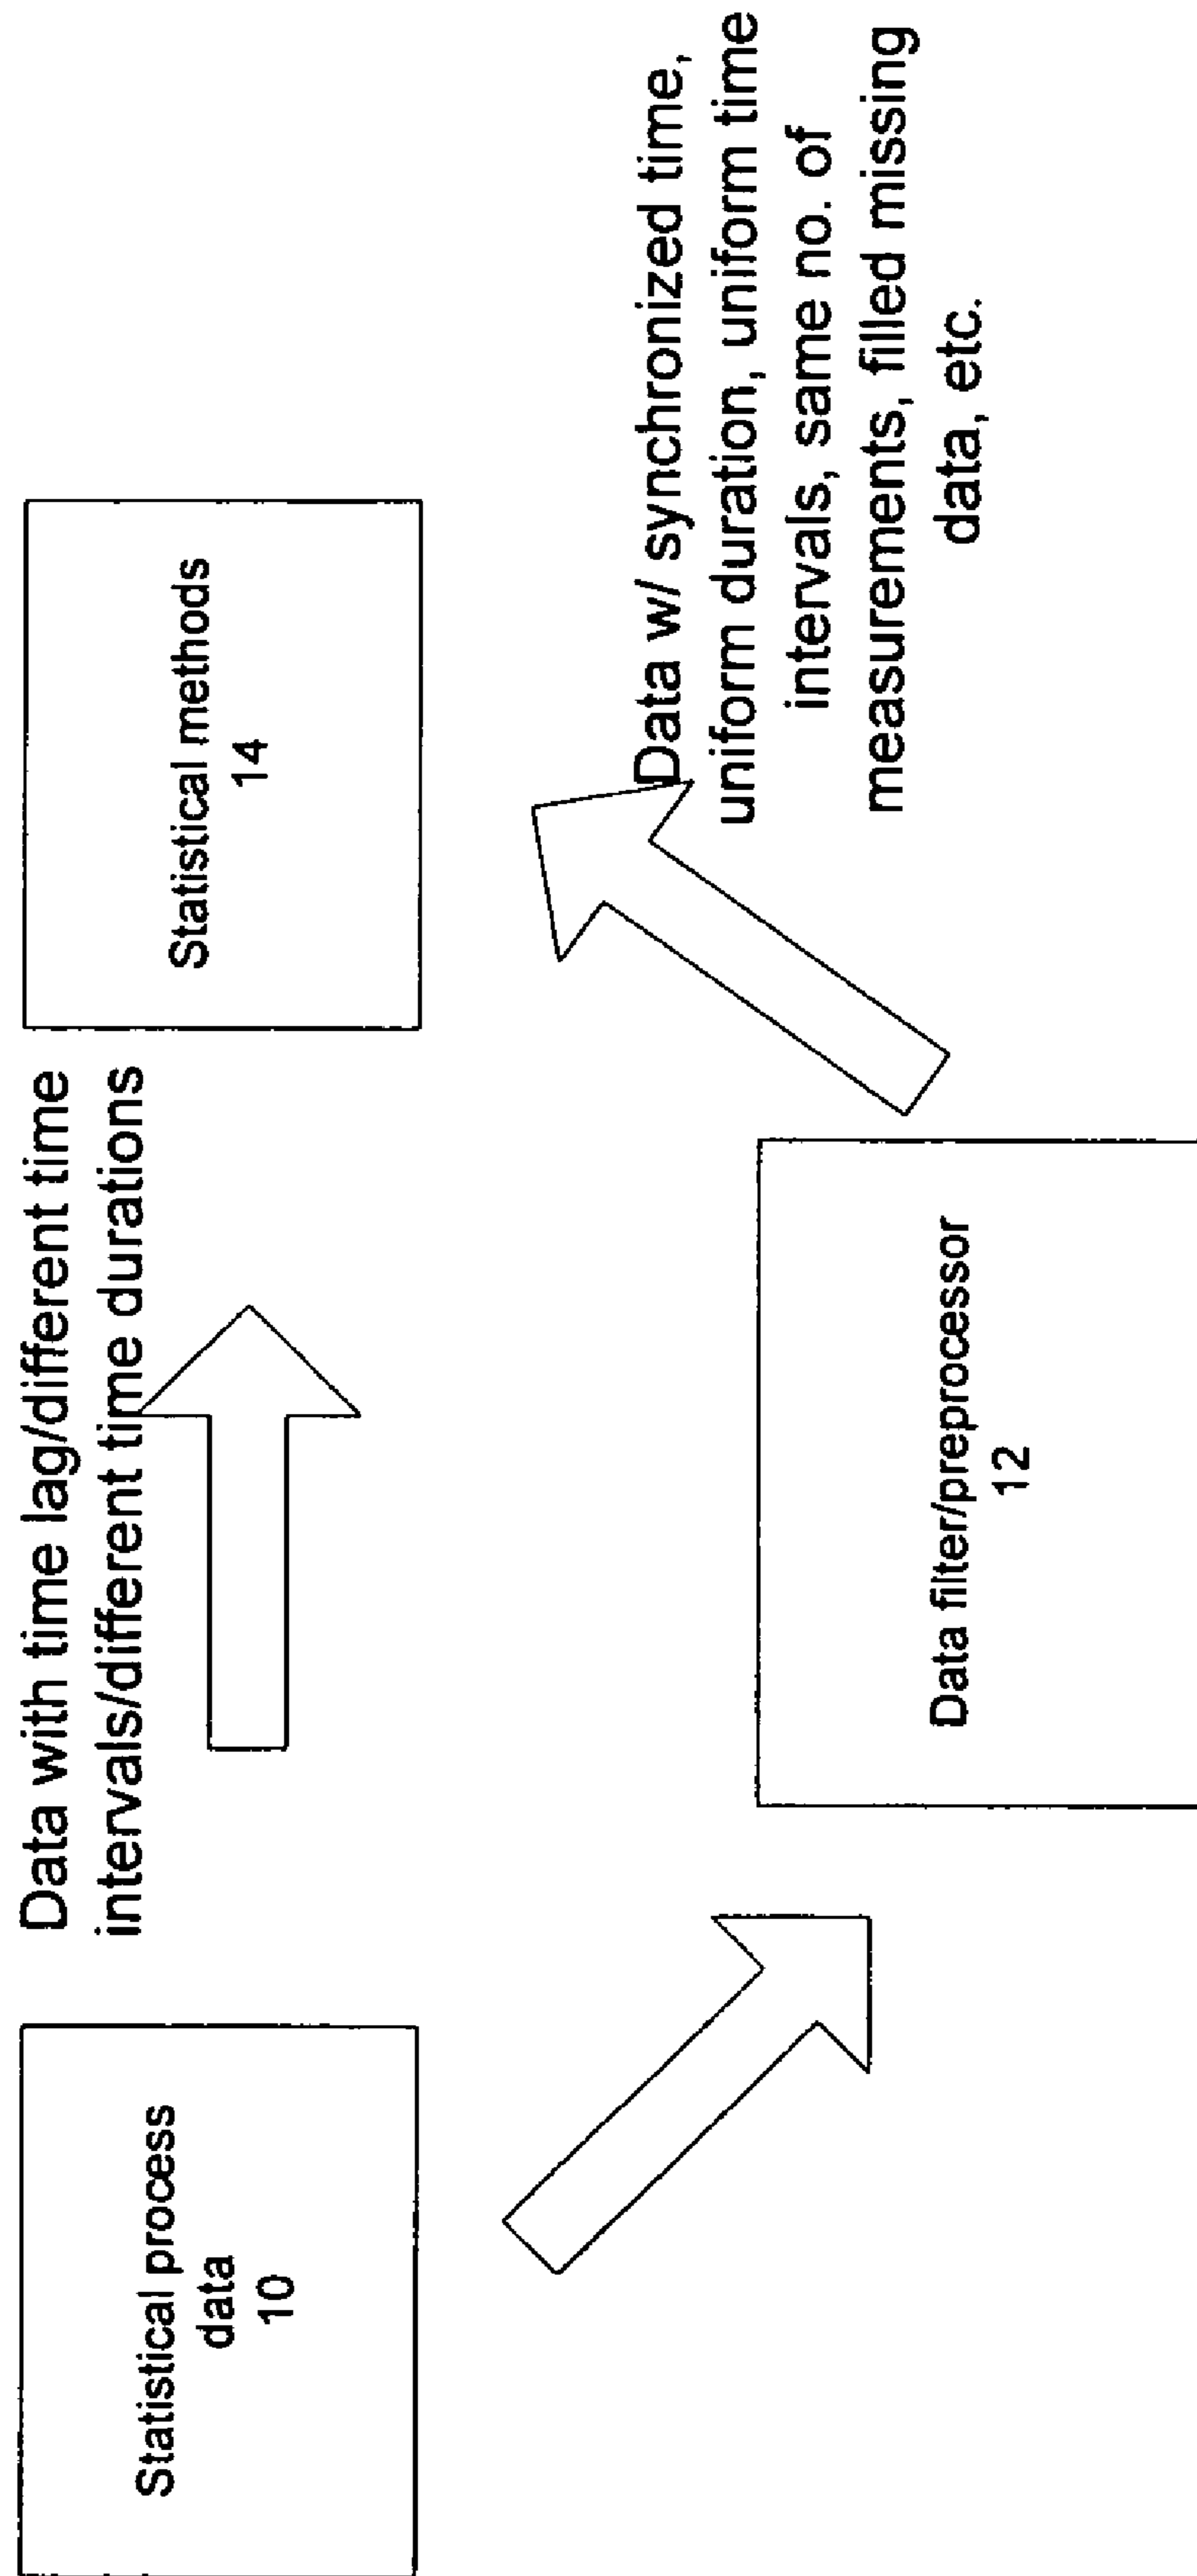 Statistical process
data
10
Data with time lag/different time
intervals/different time durations
Statistical methods
14
Data filter/preprocessor
12
Data w/ synchronized time,
uniform duration, uniform time
intervals, same no. of
measurements, filled missing
data, etc.